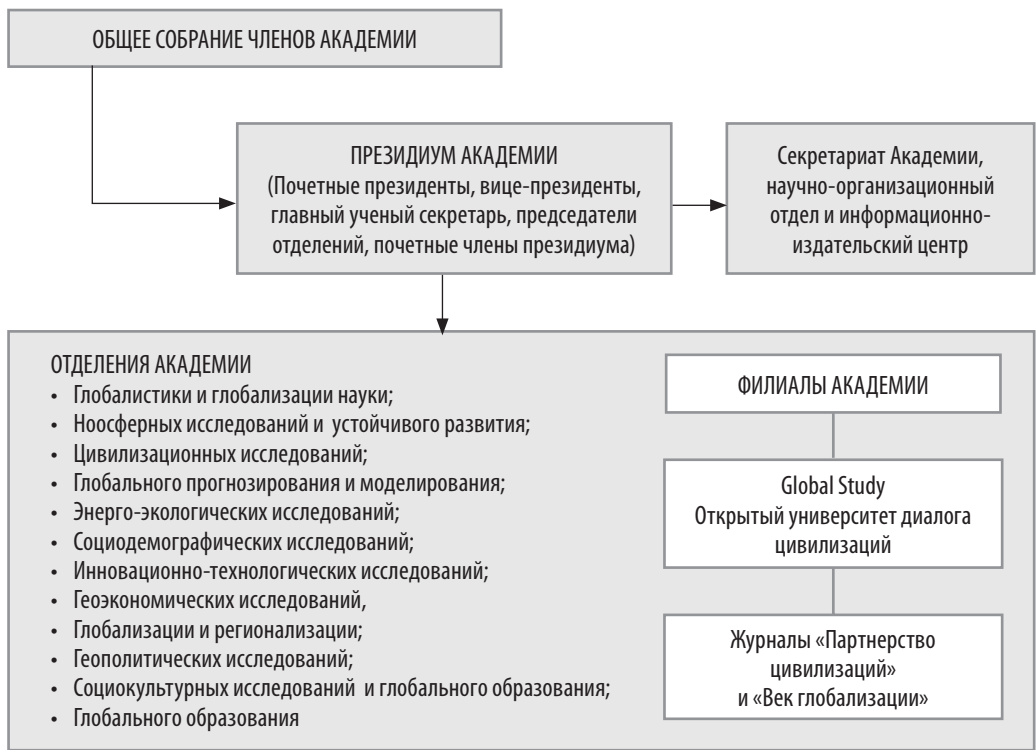 ОБЩЕЕ СОБРАНИЕ ЧЛЕНОВ АКАДЕМИИ
ПРЕЗИДИУМ АКАДЕМИИ
(Почетные президенты, вице-президенты,
главный ученый секретарь, председатели
отделений, почетные члены президиума)
Секретариат Академии,
научно-организационный
отдел и информационно-
издательский центр
ОТДЕЛЕНИЯ АКАДЕМИИ
• Глобалистики и глобализации науки;
• Ноосферных исследований и устойчивого развития;
• Цивилизационных исследований;
• Глобального прогнозирования и моделирования;
• Энерго-экологических исследований;
• Социодемографических исследований;
• Инновационно-технологических исследований;
• Геоэкономических исследований,
• Глобализации и регионализации;
• Геополитических исследований;
• Социокультурных исследований и глобального образования;
• Глобального образования
ФИЛИАЛЫ АКАДЕМИИ
Global Study
Открытый университет диалога
цивилизаций
Журналы «Партнерство
цивилизаций»
и «Век глобализации»